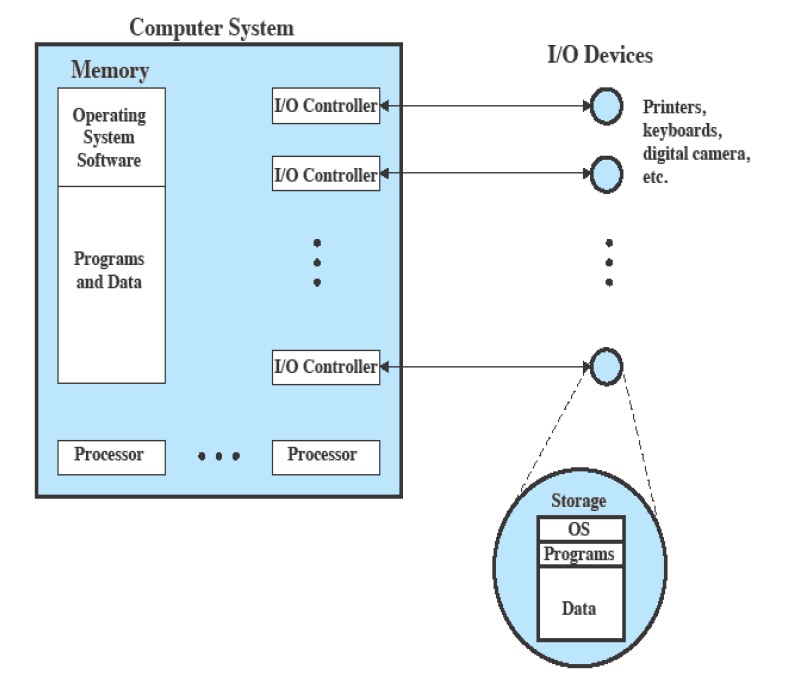 Computer System
I/O Devices
Memory
Operating
System
Software
Programs
and Data
I/O Controller
I/O Controller
I/O Controller
Printers,
keyboards,
digital camera,
etc.
Processor
Processor
Storage
OS
Programs
Data